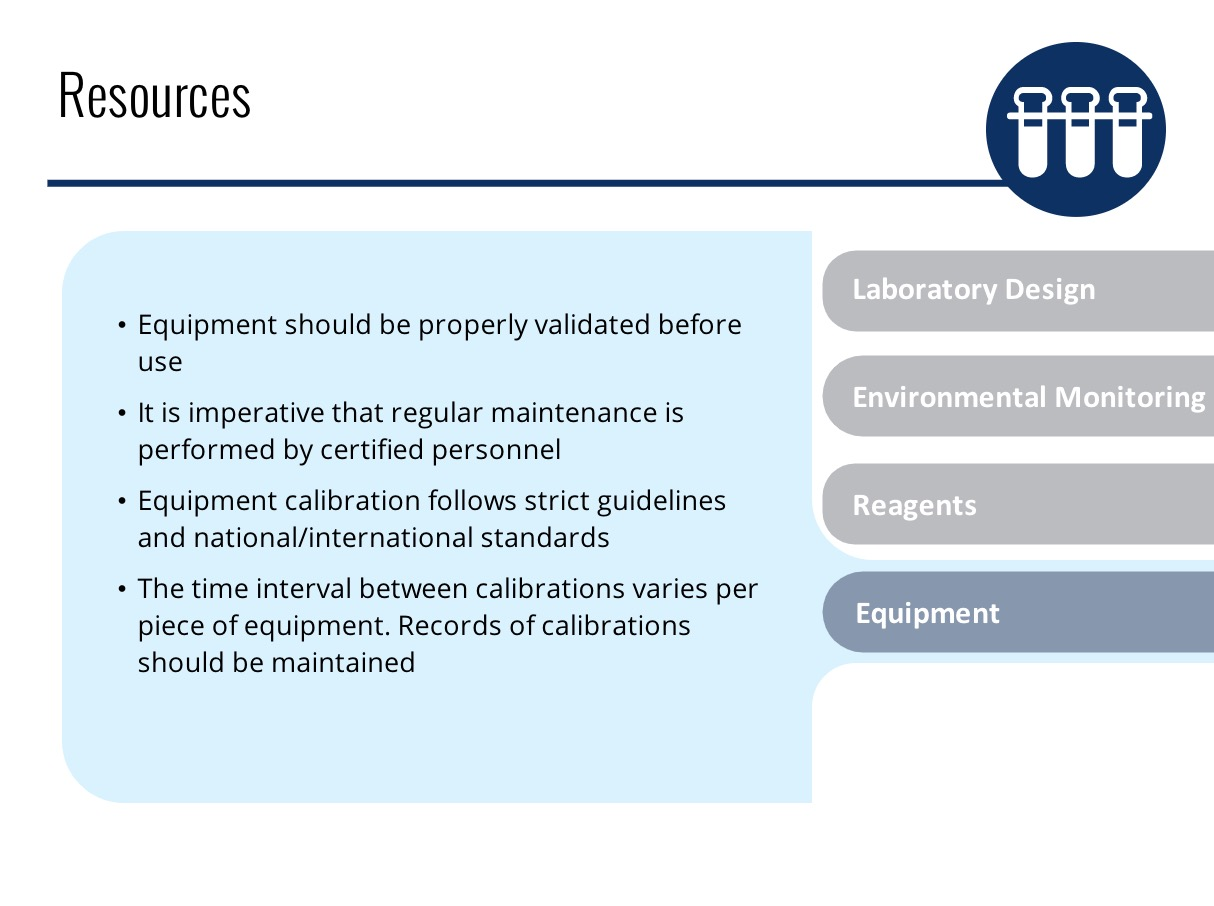 Resources
• Equipment should be properly validated before
use
• It is imperative that regular maintenance is
performed by certified personnel
• Equipment calibration follows strict guidelines
and national/international standards
• The time interval between calibrations varies per
piece of equipment. Records of calibrations
should be maintained
Laboratory Design
Environmental Monitoring
Reagents
Equipment